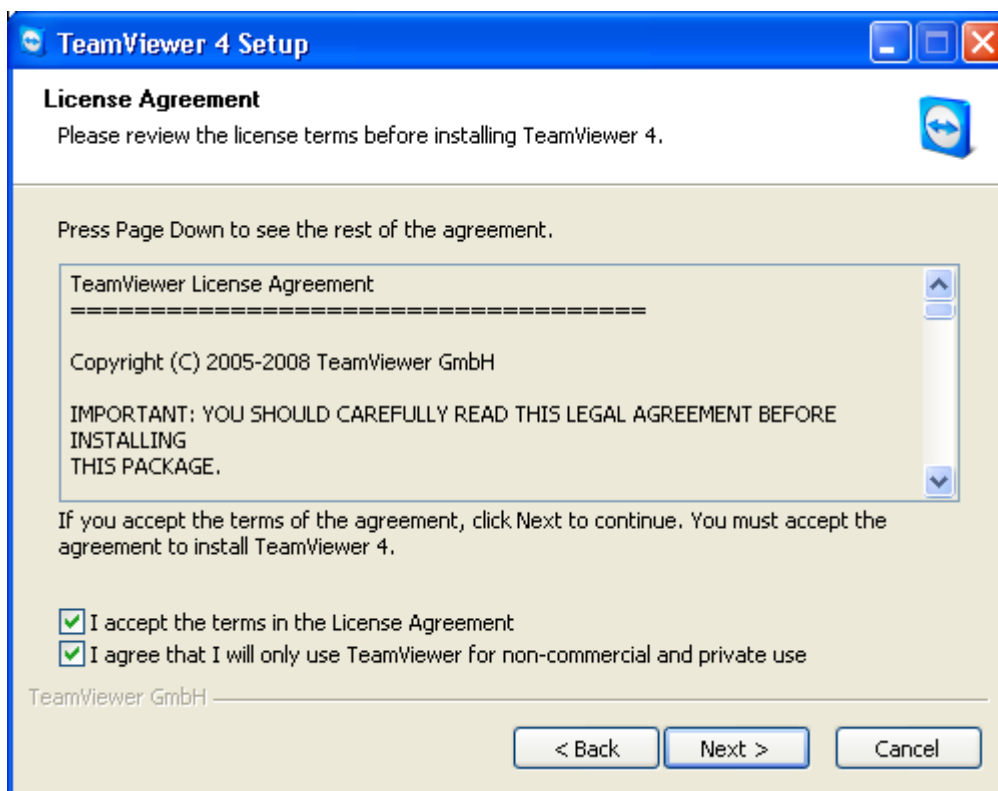 TeamViewer 4 Setup
License Agreement
Please review the license terms before installing TeamViewer 4.
Press Page Down to see the rest of the agreement.
TeamViewer License Agreement
====================================
Copyright (C) 2005-2008 TeamViewer GmbH
IMPORTANT: YOU SHOULD CAREFULLY READ THIS LEGAL AGREEMENT BEFORE
INSTALLING
THIS PACKAGE.
If you accept the terms of the agreement, click Next to continue. You must accept the
agreement to install TeamViewer 4.
I accept the terms in the License Agreement
I agree that I will only use TeamViewer for non-commercial and private use
TeamViewer GmbH
< Back Next > Cancel